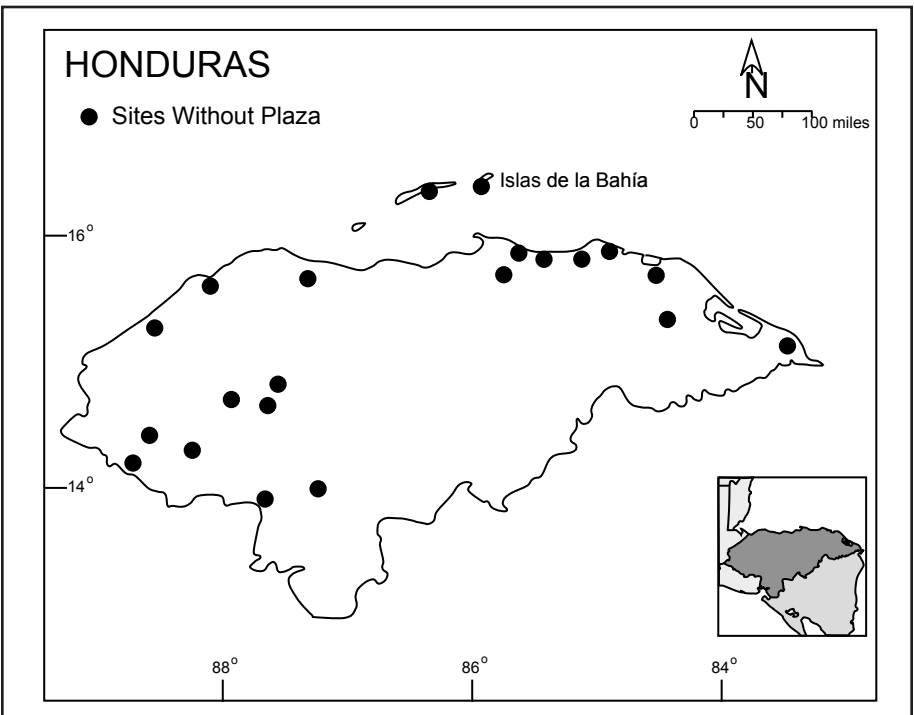 HONDURAS
● Sites Without Plaza
N
0 50 100 miles
Islas de la Bahía
16°
14°
88° 86° 84°